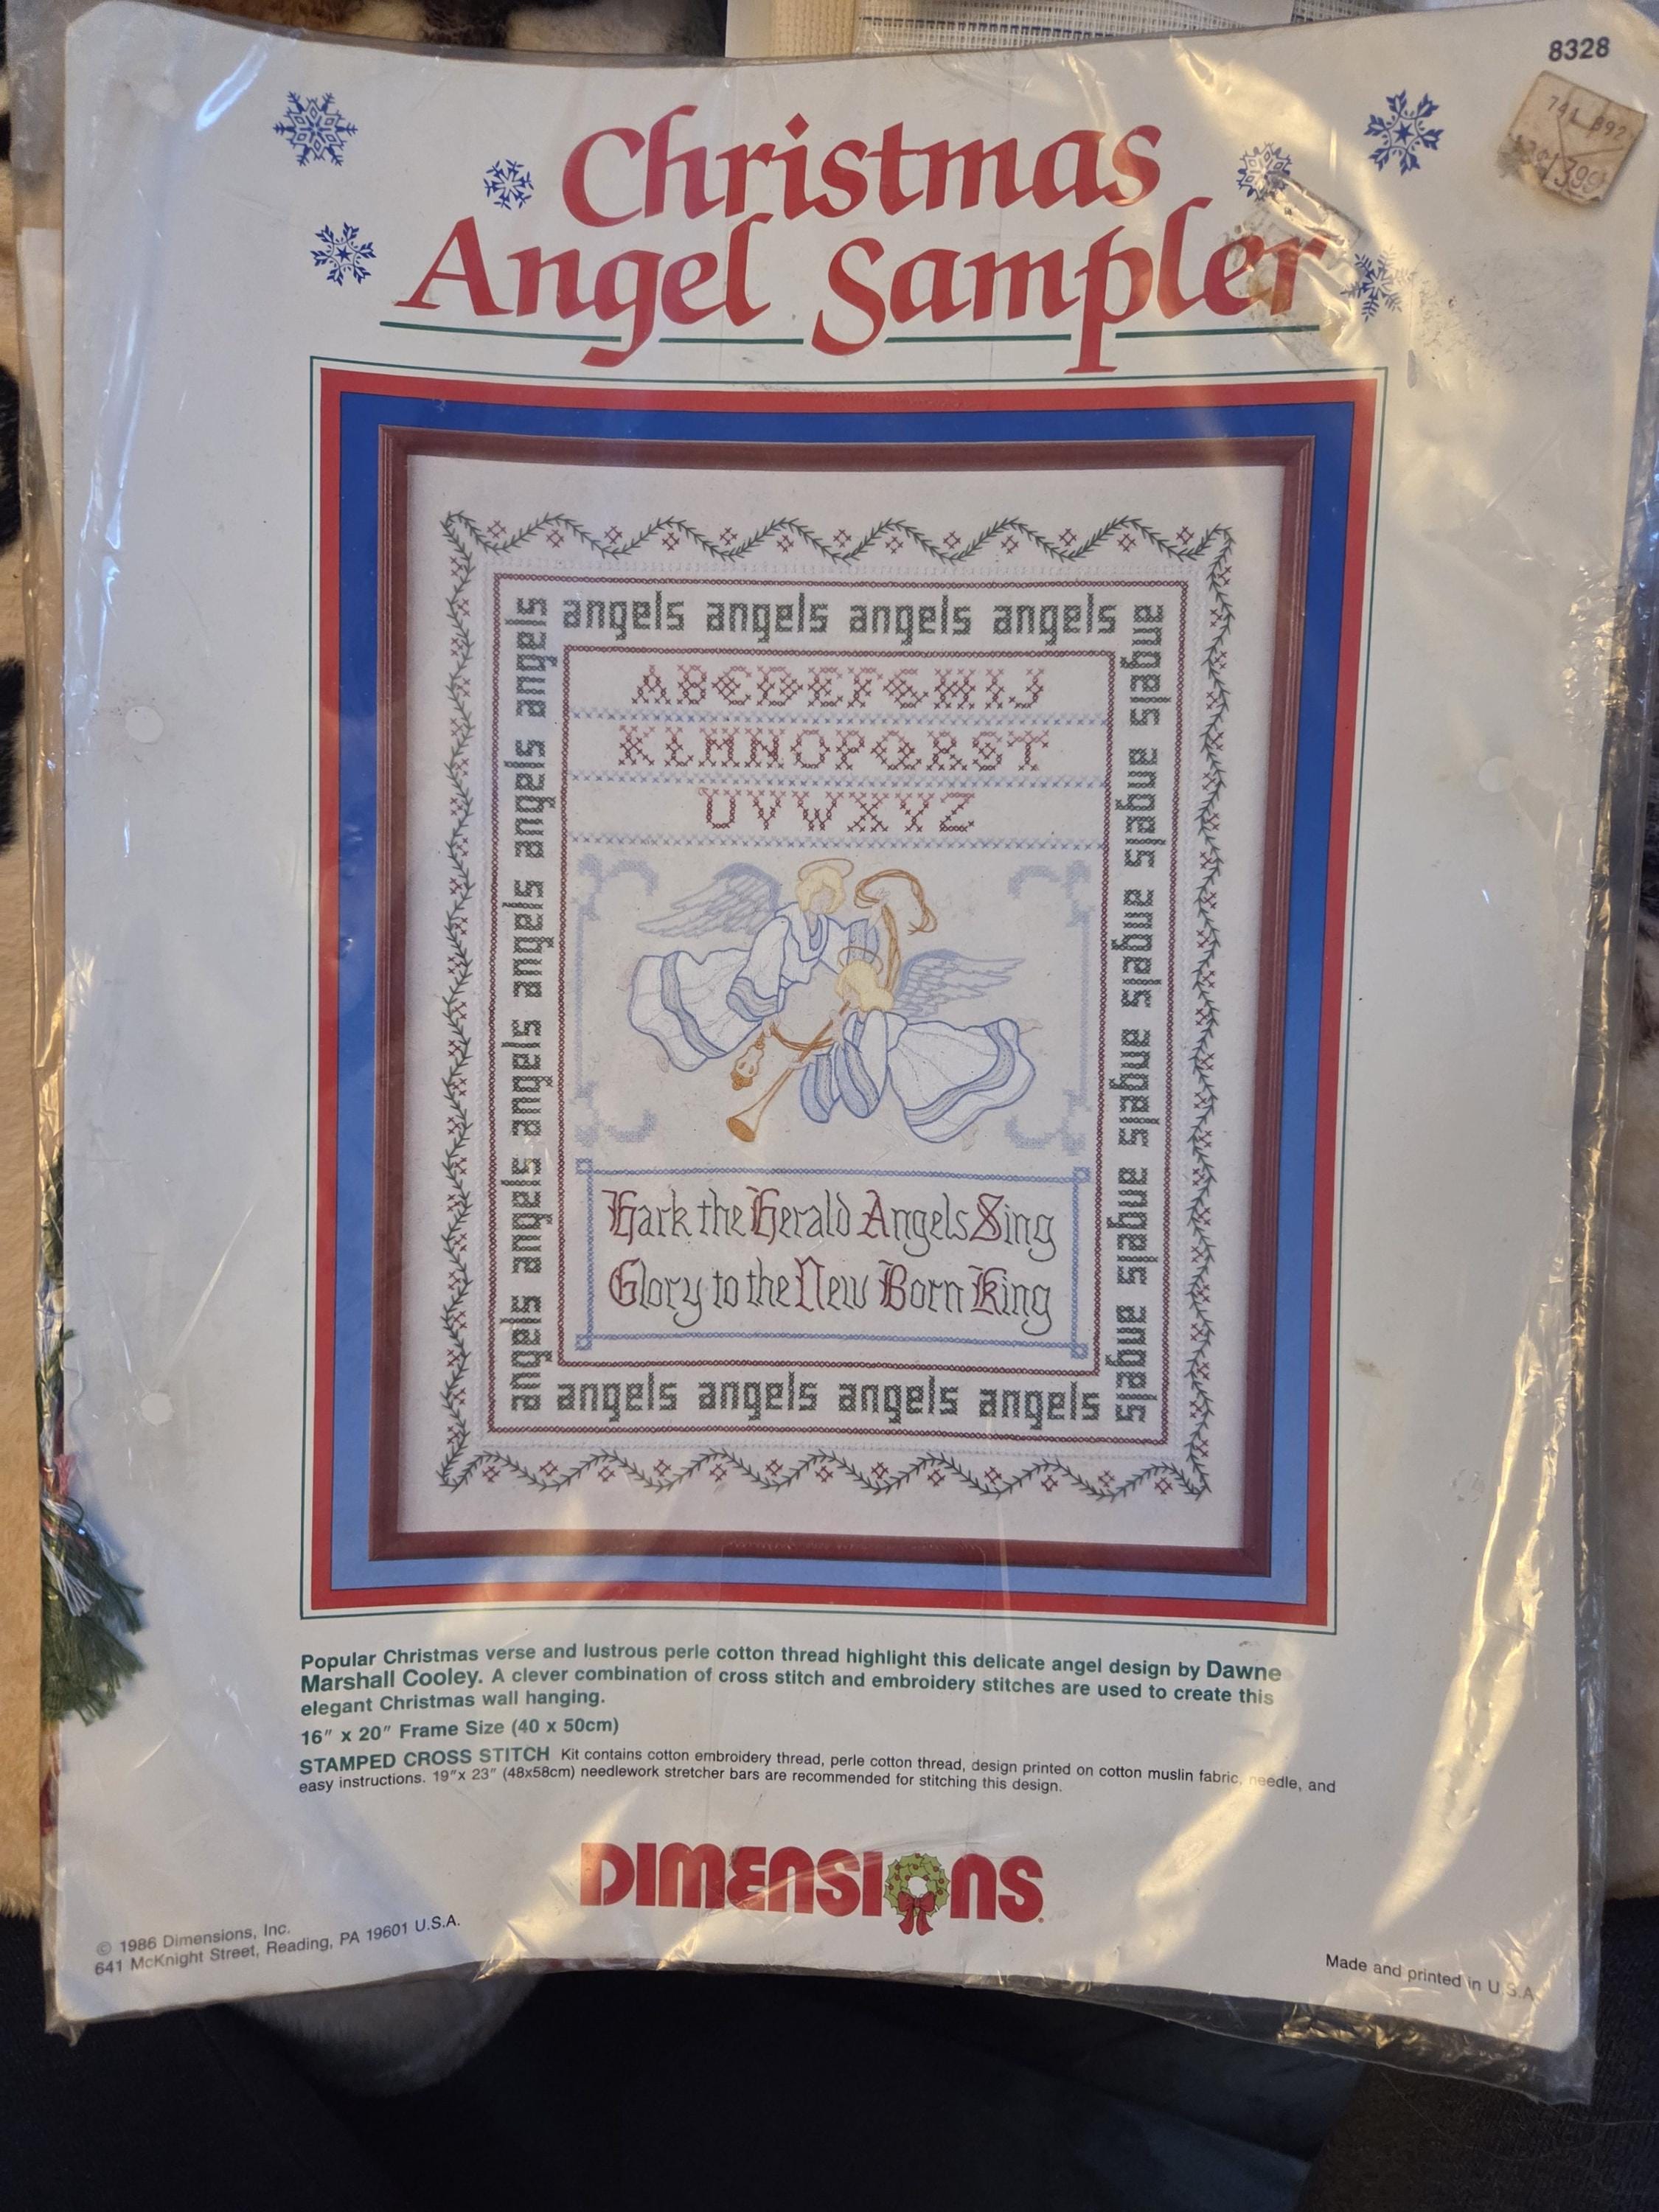 8328
Christmas
Angel Sampler
angels angels angels angels
angels angels angels angels angels angels
angels angels angels angels angels angels
ABCDEFGHIJ
KLMNOPQRST
UVWXYZ
Hark the Herald Angels Sing
Glory to the New Born King
angels angels angels angels
Popular Christmas verse and lustrous perle cotton thread highlight this delicate angel design by Dawne
Marshall Cooley. A clever combination of cross stitch and embroidery stitches are used to create this
elegant Christmas wall hanging.
16" x 20" Frame Size (40 x 50cm)
STAMPED CROSS STITCH Kit contains cotton embroidery thread, perle cotton thread, design printed on cotton muslin fabric, needle, and
easy instructions. 19"x 23" (48x58cm) needlework stretcher bars are recommended for stitching this design.
DIMENSIONS
© 1986 Dimensions, Inc.
641 McKnight Street, Reading, PA 19601 U.S.A.
Made and printed in U.S.A.